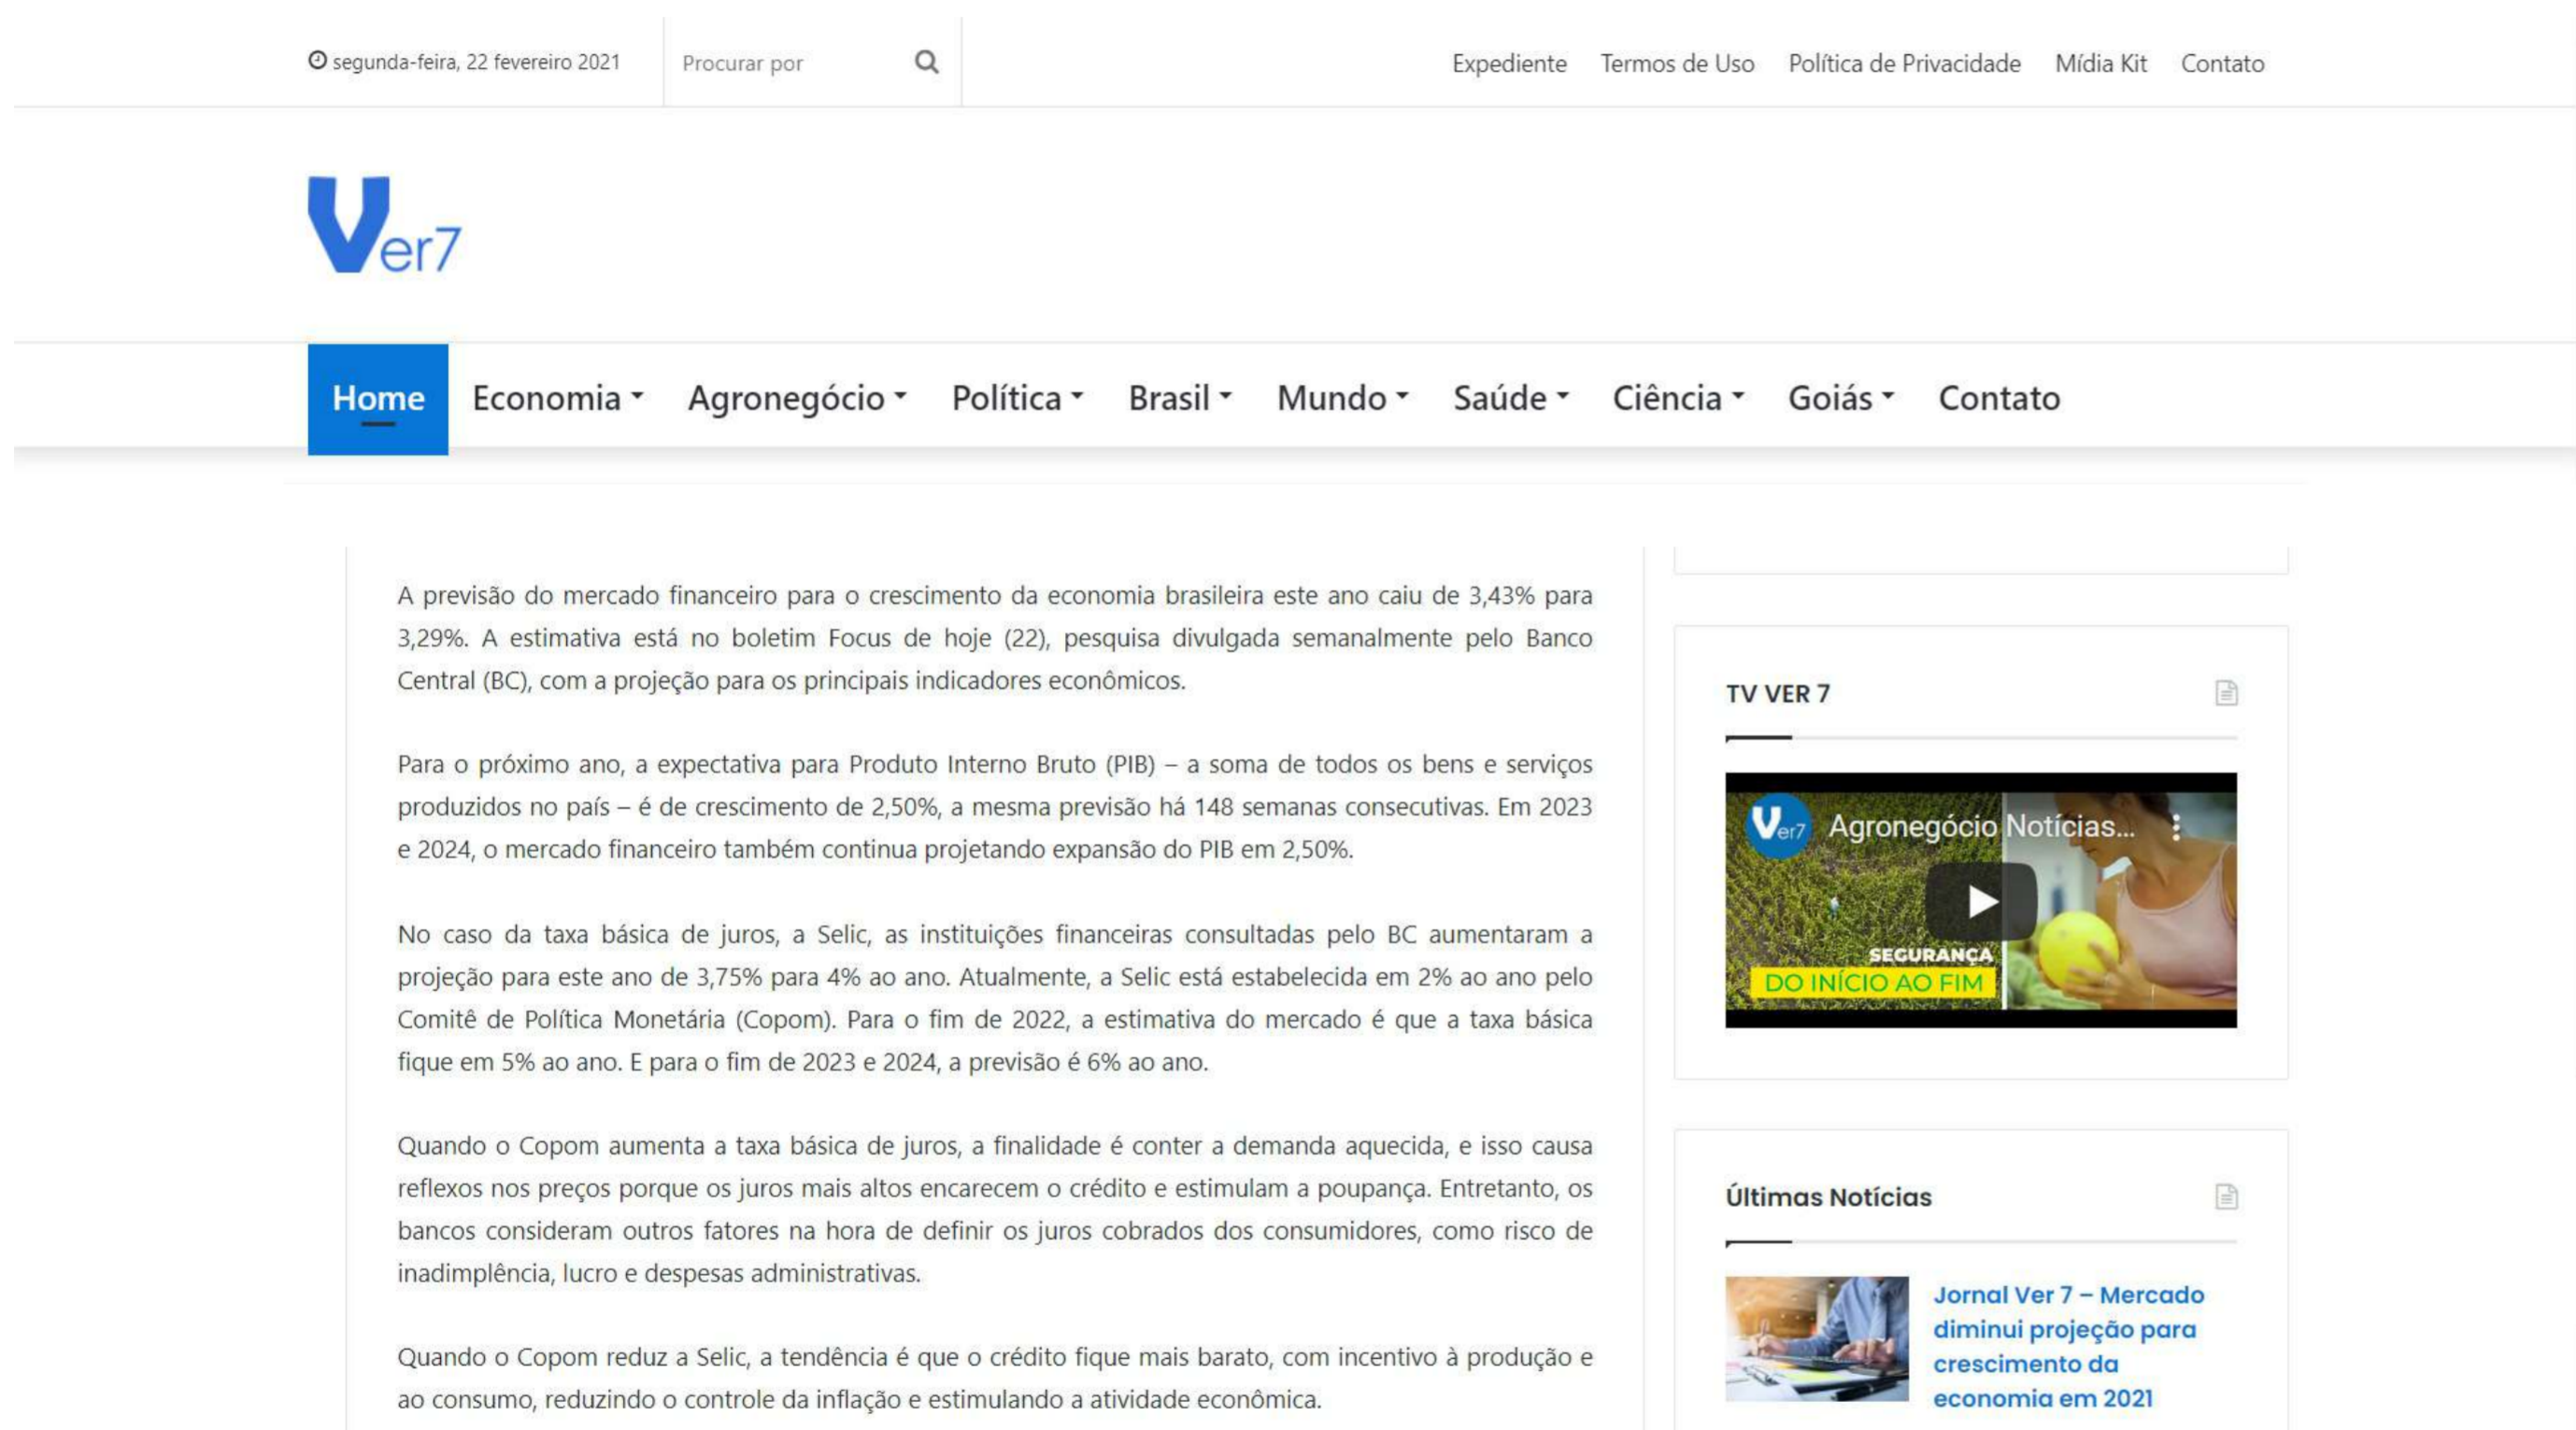 segunda-feira, 22 fevereiro 2021
Procurar por
Expediente Termos de Uso Política de Privacidade Mídia Kit Contato
Ver7
Home Economia Agronegócio Política Brasil Mundo Saúde Ciência Goiás Contato
A previsão do mercado financeiro para o crescimento da economia brasileira este ano caiu de 3,43% para
3,29%. A estimativa está no boletim Focus de hoje (22), pesquisa divulgada semanalmente pelo Banco
Central (BC), com a projeção para os principais indicadores econômicos.
Para o próximo ano, a expectativa para Produto Interno Bruto (PIB) – a soma de todos os bens e serviços
produzidos no país – é de crescimento de 2,50%, a mesma previsão há 148 semanas consecutivas. Em 2023
e 2024, o mercado financeiro também continua projetando expansão do PIB em 2,50%.
No caso da taxa básica de juros, a Selic, as instituições financeiras consultadas pelo BC aumentaram a
projeção para este ano de 3,75% para 4% ao ano. Atualmente, a Selic está estabelecida em 2% ao ano pelo
Comitê de Política Monetária (Copom). Para o fim de 2022, a estimativa do mercado é que a taxa básica
fique em 5% ao ano. E para o fim de 2023 e 2024, a previsão é 6% ao ano.
Quando o Copom aumenta a taxa básica de juros, a finalidade é conter a demanda aquecida, e isso causa
reflexos nos preços porque os juros mais altos encarecem o crédito e estimulam a poupança. Entretanto, os
bancos consideram outros fatores na hora de definir os juros cobrados dos consumidores, como risco de
inadimplência, lucro e despesas administrativas.
Quando o Copom reduz a Selic, a tendência é que o crédito fique mais barato, com incentivo à produção e
ao consumo, reduzindo o controle da inflação e estimulando a atividade econômica.
TV VER 7
Ver7 Agronegócio Notícias...
SEGURANÇA
DO INÍCIO AO FIM
Últimas Notícias
Jornal Ver 7 – Mercado
diminui projeção para
crescimento da
economia em 2021